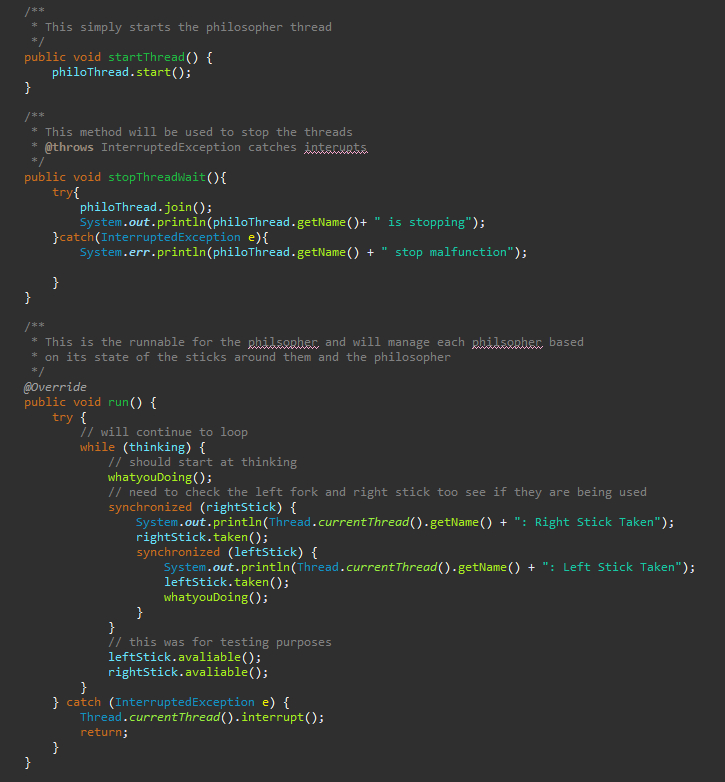 /**
 * This simply starts the philosopher thread
 */
public void startThread() {
    philoThread.start();
}

/**
 * This method will be used to stop the threads
 * @throws InterruptedException catches interupts
 */
public void stopThreadWait(){
    try{
        philoThread.join();
        System.out.println(philoThread.getName()+ " is stopping");
    }catch(InterruptedException e){
        System.err.println(philoThread.getName() + " stop malfunction");

    }
}

/**
 * This is the runnable for the philsopher and will manage each philsopher based
 * on its state of the sticks around them and the philosopher
 */
@Override
public void run() {
    try {
        // will continue to loop
        while (thinking) {
            // should start at thinking
            whatyouDoing();
            // need to check the left fork and right stick too see if they are being used
            synchronized (rightStick) {
                System.out.println(Thread.currentThread().getName() + ": Right Stick Taken");
                rightStick.taken();
                synchronized (leftStick) {
                    System.out.println(Thread.currentThread().getName() + ": Left Stick Taken");
                    leftStick.taken();
                    whatyouDoing();
                }
            }
            // this was for testing purposes
            leftStick.avaliable();
            rightStick.avaliable();
        }
    } catch (InterruptedException e) {
        Thread.currentThread().interrupt();
        return;
    }
}